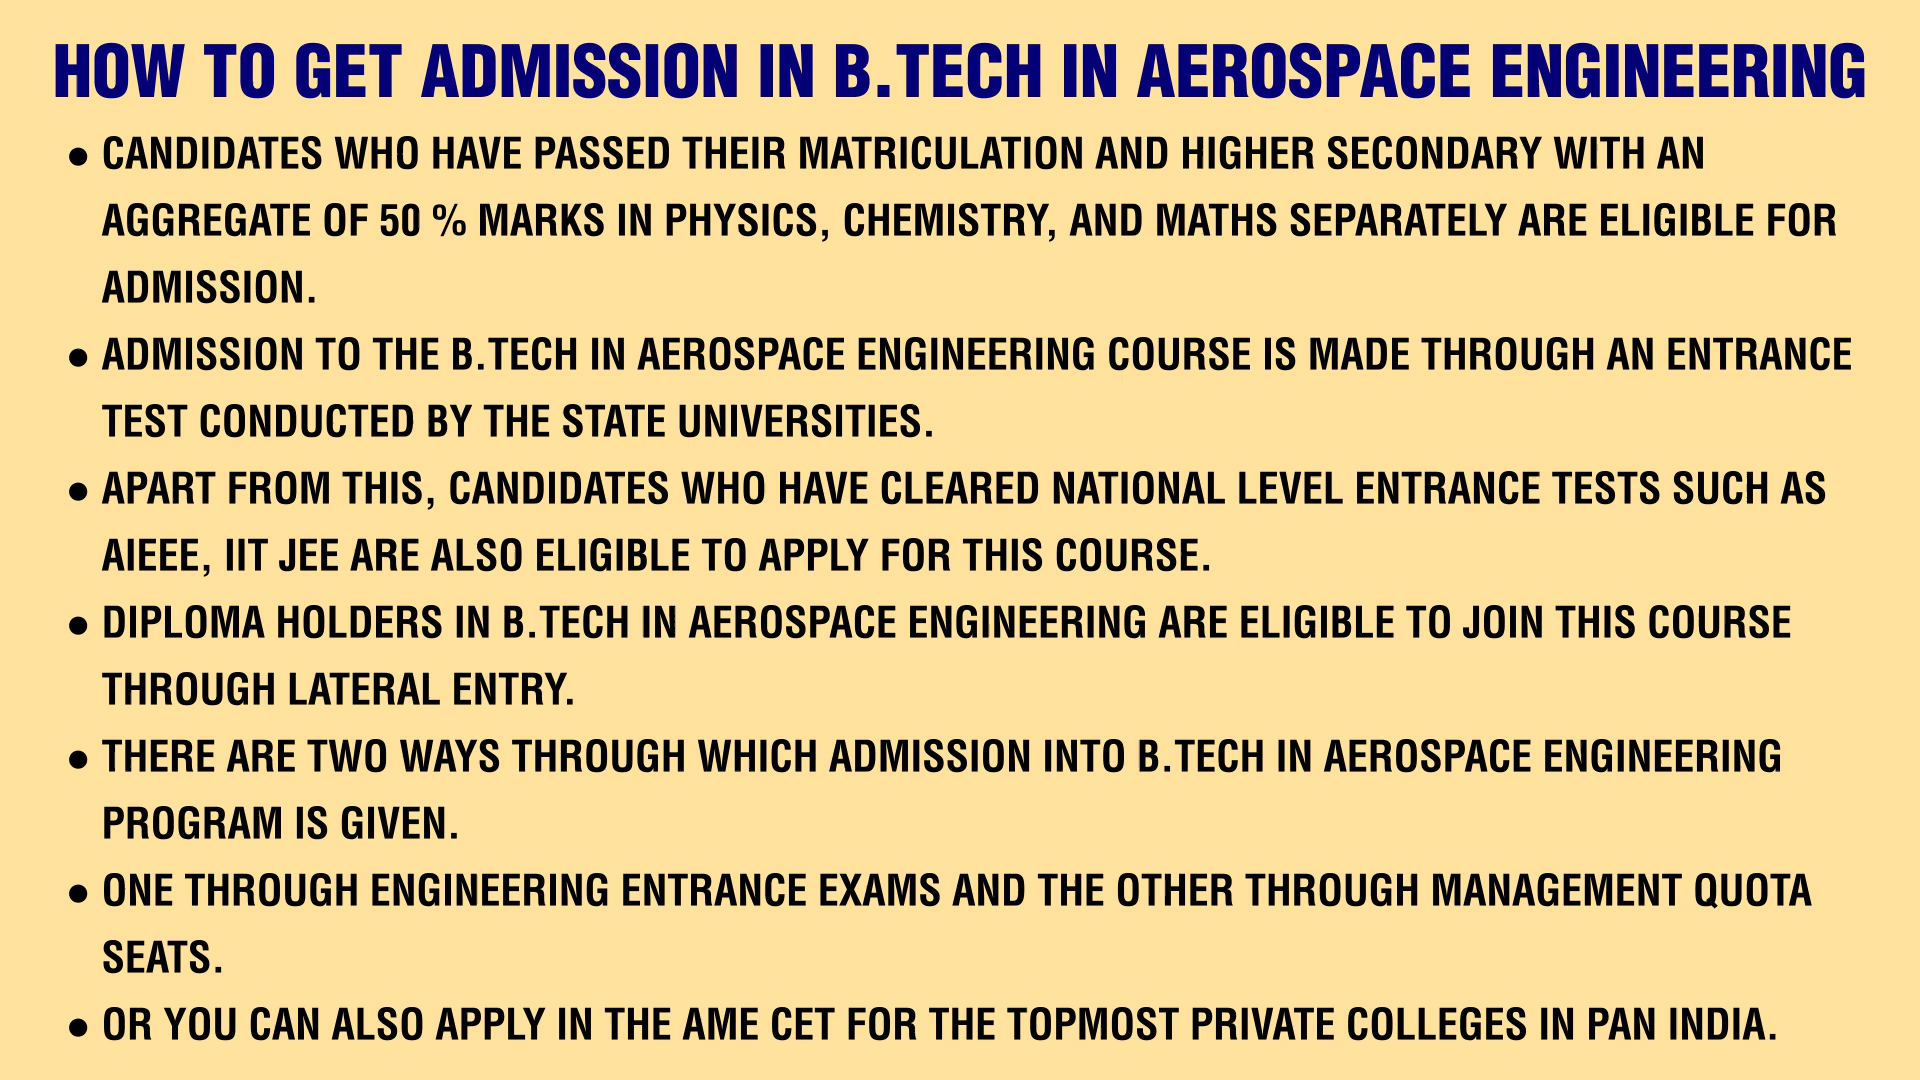 HOW TO GET ADMISSION IN B.TECH IN AEROSPACE ENGINEERING
● CANDIDATES WHO HAVE PASSED THEIR MATRICULATION AND HIGHER SECONDARY WITH AN
AGGREGATE OF 50 % MARKS IN PHYSICS, CHEMISTRY, AND MATHS SEPARATELY ARE ELIGIBLE FOR
ADMISSION.
● ADMISSION TO THE B.TECH IN AEROSPACE ENGINEERING COURSE IS MADE THROUGH AN ENTRANCE
TEST CONDUCTED BY THE STATE UNIVERSITIES.
● APART FROM THIS, CANDIDATES WHO HAVE CLEARED NATIONAL LEVEL ENTRANCE TESTS SUCH AS
AIEEE, IIT JEE ARE ALSO ELIGIBLE TO APPLY FOR THIS COURSE.
● DIPLOMA HOLDERS IN B.TECH IN AEROSPACE ENGINEERING ARE ELIGIBLE TO JOIN THIS COURSE
THROUGH LATERAL ENTRY.
● THERE ARE TWO WAYS THROUGH WHICH ADMISSION INTO B.TECH IN AEROSPACE ENGINEERING
PROGRAM IS GIVEN.
● ONE THROUGH ENGINEERING ENTRANCE EXAMS AND THE OTHER THROUGH MANAGEMENT QUOTA
SEATS.
● OR YOU CAN ALSO APPLY IN THE AME CET FOR THE TOPMOST PRIVATE COLLEGES IN PAN INDIA.